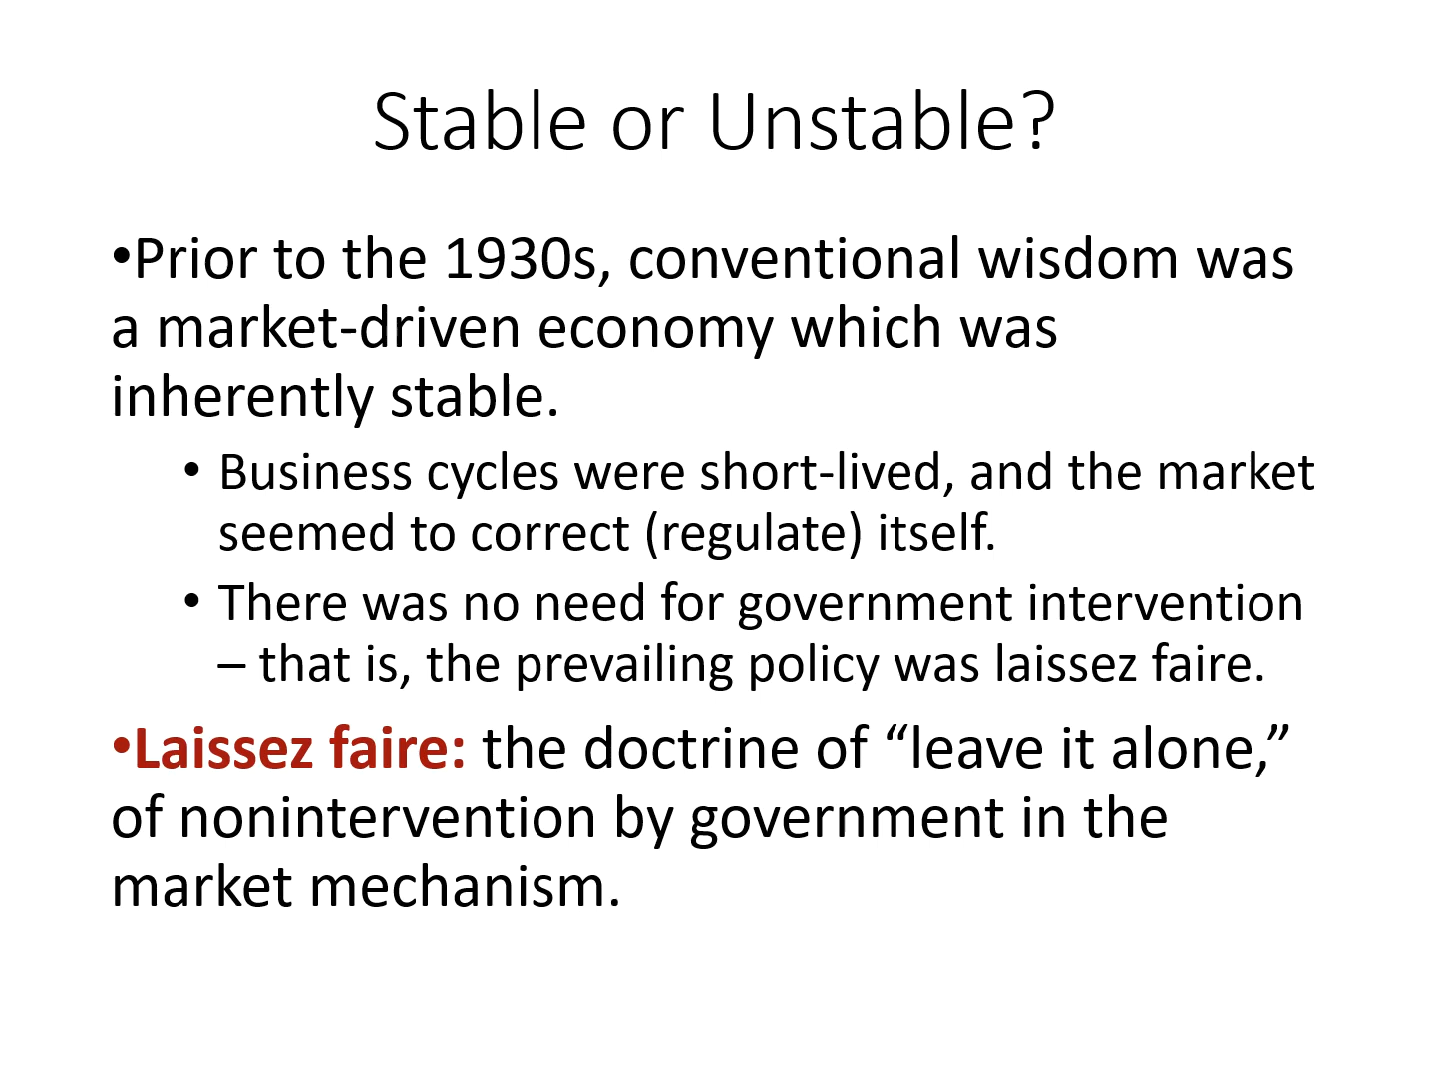 Stable or Unstable?
•Prior to the 1930s, conventional wisdom was
a market-driven economy which was
inherently stable.
• Business cycles were short-lived, and the market
seemed to correct (regulate) itself.
• There was no need for government intervention
– that is, the prevailing policy was laissez faire.
•Laissez faire: the doctrine of “leave it alone,”
of nonintervention by government in the
market mechanism.